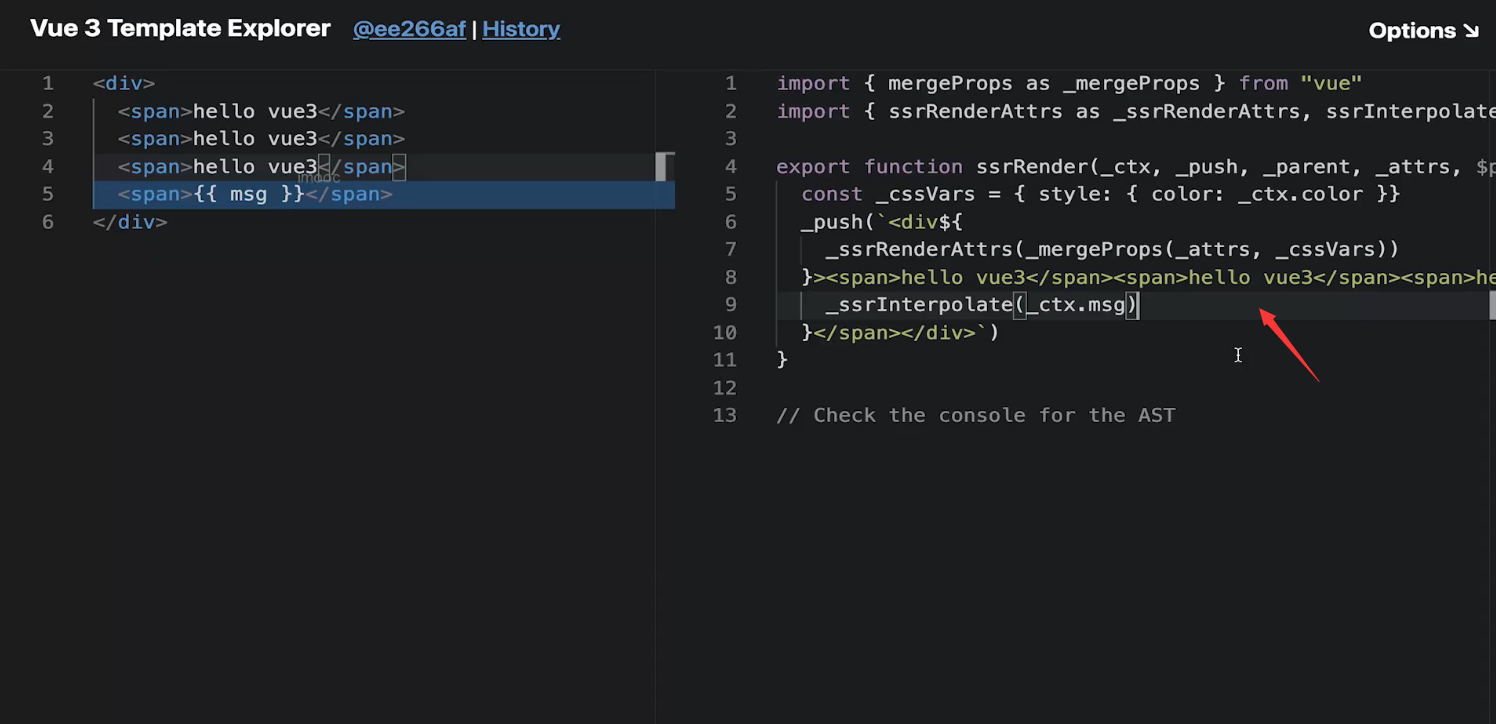 Vue 3 Template Explorer @ee266af | History
Options ↘
1 <div>
2 <span>hello vue3</span>
3 <span>hello vue3</span>
4 <span>hello vue3</span>
imooc
5 <span>{{ msg }}</span>
6 </div>
1 import { mergeProps as _mergeProps } from "vue"
2 import { ssrRenderAttrs as _ssrRenderAttrs, ssrInterpolate
3
4 export function ssrRender(_ctx, _push, _parent, _attrs, $p
5 const _cssVars = { style: { color: _ctx.color }}
6 _push(`<div${
7 _ssrRenderAttrs(_mergeProps(_attrs, _cssVars))
8 }><span>hello vue3</span><span>hello vue3</span><span>he
9 _ssrInterpolate(_ctx.msg)
10 }</span></div>`)
11 }
12
13 // Check the console for the AST